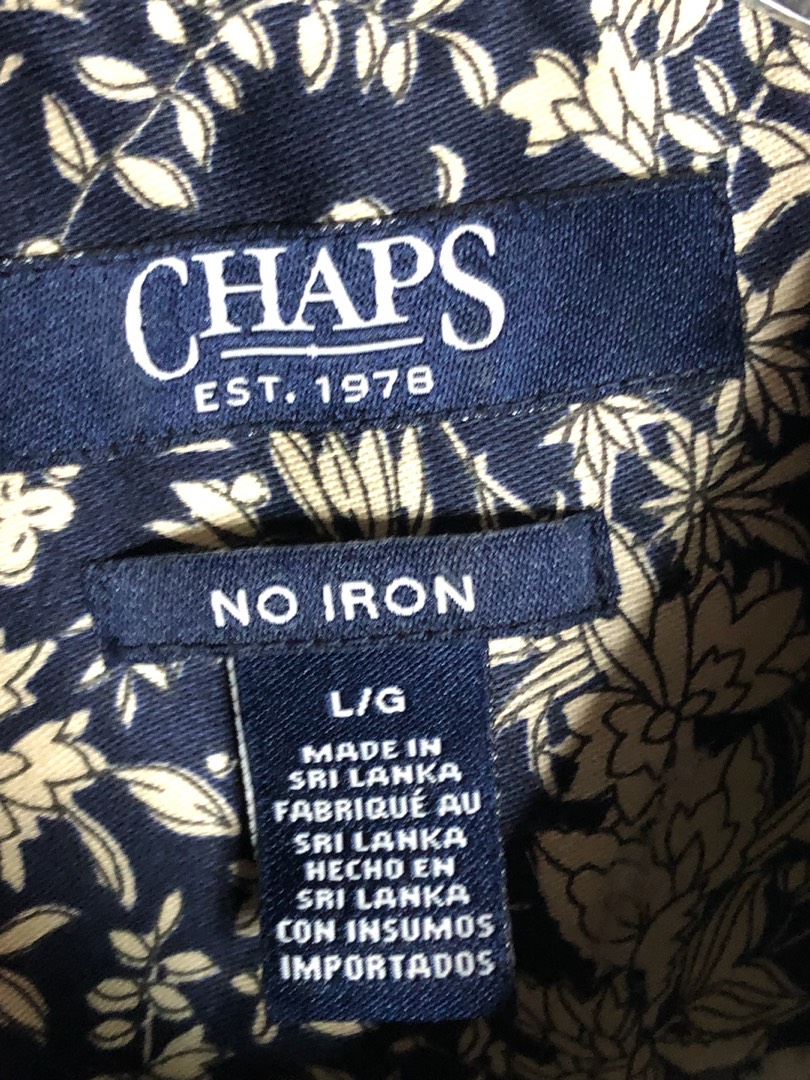 CHAPS
EST. 1978
NO IRON
L/G
MADE IN
SRI LANKA
FABRIQUÉ AU
SRI LANKA
HECHO EN
SRI LANKA
CON INSUMOS
IMPORTADOS